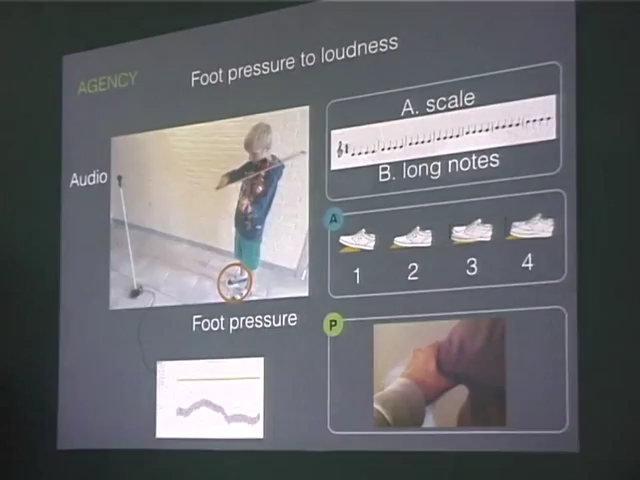 AGENCY
Foot pressure to loudness
Audio
Foot pressure
A. scale
B. long notes
A
1 2 3 4
P